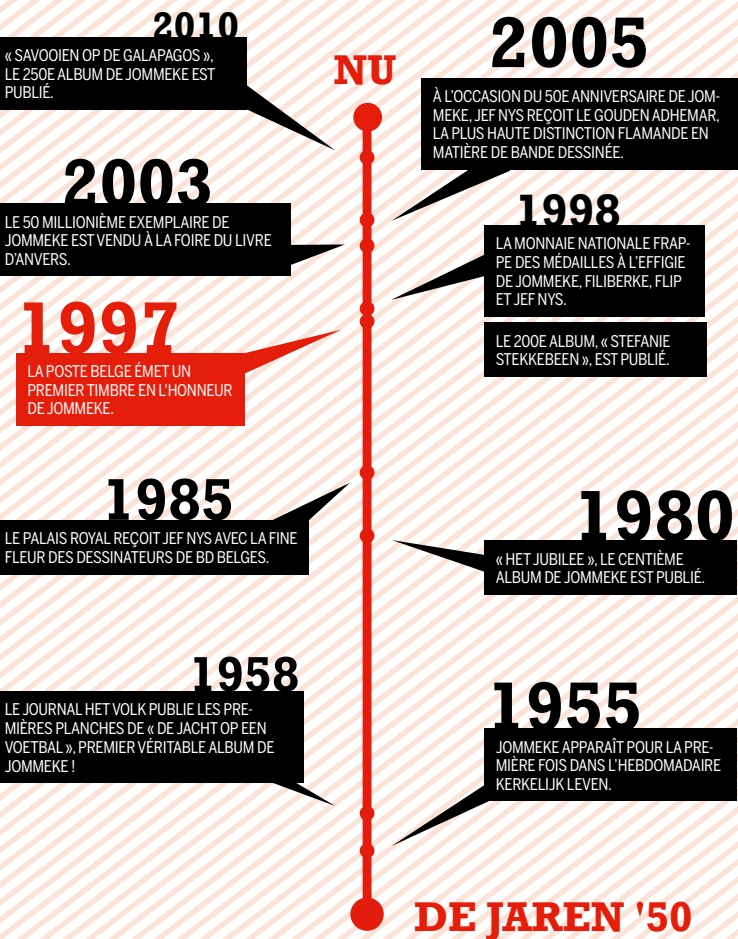 2010
« SAVOOIEN OP DE GALAPAGOS »,
LE 250E ALBUM DE JOMMEKE EST
PUBLIÉ.
NU
2005
À L'OCCASION DU 50E ANNIVERSAIRE DE JOM-
MEKE, JEF NYS REÇOIT LE GOUDEN ADHEMAR,
LA PLUS HAUTE DISTINCTION FLAMANDE EN
MATIÈRE DE BANDE DESSINÉE.
2003
LE 50 MILLIONIÈME EXEMPLAIRE DE
JOMMEKE EST VENDU À LA FOIRE DU LIVRE
D'ANVERS.
1998
LA MONNAIE NATIONALE FRAP-
PE DES MÉDAILLES À L'EFFIGIE
DE JOMMEKE, FILIBERKE, FLIP
ET JEF NYS.
LE 200E ALBUM, « STEFANIE
STEKKEBEEN », EST PUBLIÉ.
1997
LA POSTE BELGE ÉMET UN
PREMIER TIMBRE EN L'HONNEUR
DE JOMMEKE.
1985
LE PALAIS ROYAL REÇOIT JEF NYS AVEC LA FINE
FLEUR DES DESSINATEURS DE BD BELGES.
1980
« HET JUBILEE », LE CENTIÈME
ALBUM DE JOMMEKE EST PUBLIÉ.
1958
LE JOURNAL HET VOLK PUBLIE LES PRE-
MIÈRES PLANCHES DE « DE JACHT OP EEN
VOETBAL », PREMIER VÉRITABLE ALBUM DE
JOMMEKE !
1955
JOMMEKE APPARAÎT POUR LA PRE-
MIÈRE FOIS DANS L'HEBDOMADAIRE
KERKELIJK LEVEN.
DE JAREN '50